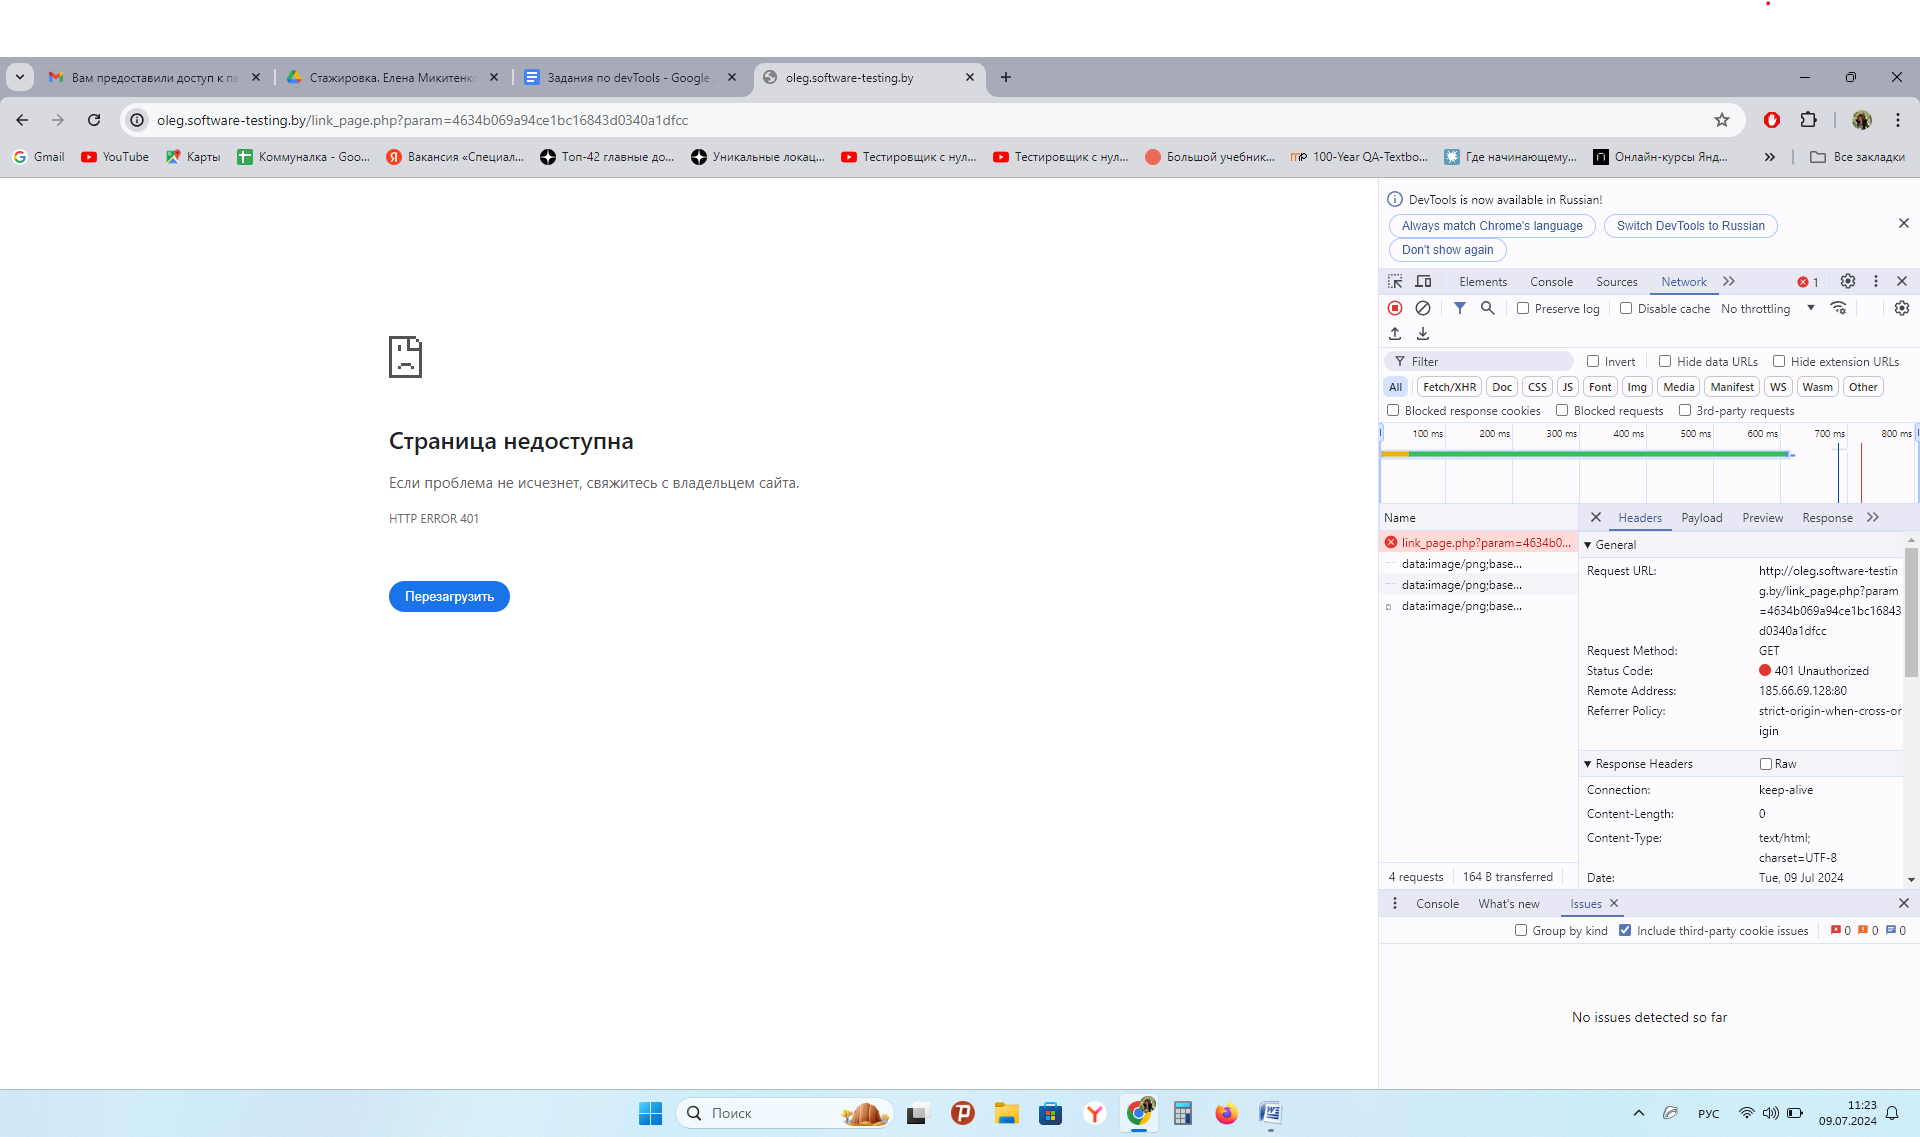 Вам предоставили доступ к па
Стажировка. Елена Микитенко
Задания по devTools - Google
oleg.software-testing.by
oleg.software-testing.by/link_page.php?param=4634b069a94ce1bc16843d0340a1dfcc
Gmail
YouTube
Карты
Коммуналка - Goo...
Вакансия «Специал...
Топ-42 главные до...
Уникальные локац...
Тестировщик с нул...
Тестировщик с нул...
Большой учебник...
100-Year QA-Textbo...
Где начинающему...
Онлайн-курсы Янд...
Все закладки
Страница недоступна
Если проблема не исчезнет, свяжитесь с владельцем сайта.
HTTP ERROR 401
Перезагрузить
DevTools is now available in Russian!
Always match Chrome's language
Switch DevTools to Russian
Don't show again
Elements
Console
Sources
Network
1
Preserve log
Disable cache
No throttling
Filter
Invert
Hide data URLs
Hide extension URLs
All
Fetch/XHR
Doc
CSS
JS
Font
Img
Media
Manifest
WS
Wasm
Other
Blocked response cookies
Blocked requests
3rd-party requests
100 ms
200 ms
300 ms
400 ms
500 ms
600 ms
700 ms
800 ms
Name
link_page.php?param=4634b0...
data:image/png;base...
data:image/png;base...
data:image/png;base...
4 requests
164 B transferred
Headers
Payload
Preview
Response
General
Request URL:
http://oleg.software-testin
g.by/link_page.php?param
=4634b069a94ce1bc16843
d0340a1dfcc
Request Method:
GET
Status Code:
401 Unauthorized
Remote Address:
185.66.69.128:80
Referrer Policy:
strict-origin-when-cross-or
igin
Response Headers
Raw
Connection:
keep-alive
Content-Length:
0
Content-Type:
text/html;
charset=UTF-8
Date:
Tue, 09 Jul 2024
Console
What's new
Issues
Group by kind
Include third-party cookie issues
0
0
0
No issues detected so far
Поиск
РУС
11:23
09.07.2024